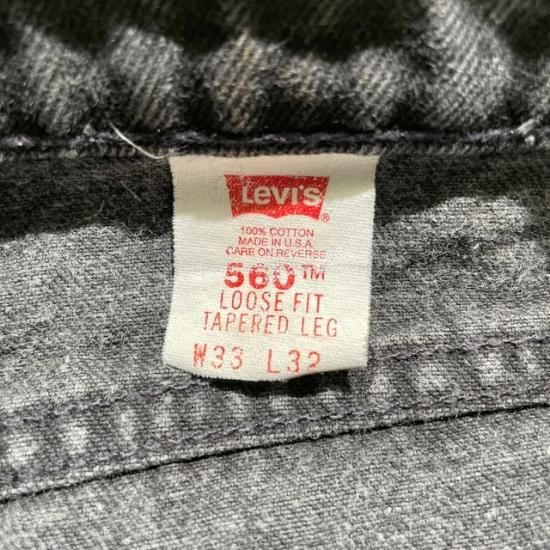 Levi's
®
100% COTTON
MADE IN U.S.A
CARE ON REVERSE
560™
LOOSE FIT
TAPERED LEG
W33 L32